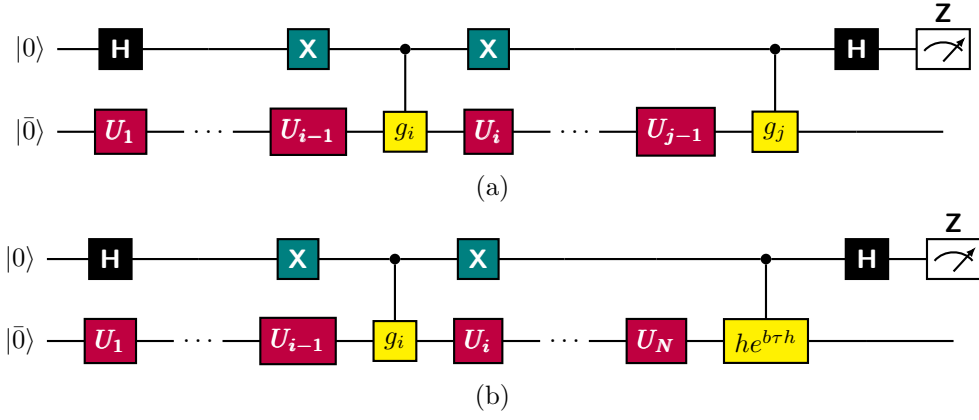 Z
|0⟩ H X X H
|0̄⟩ U₁ ··· Uᵢ₋₁ gᵢ Uᵢ ··· Uⱼ₋₁ gⱼ
(a)
Z
|0⟩ H X X H
|0̄⟩ U₁ ··· Uᵢ₋₁ gᵢ Uᵢ ··· U_N he^{bτh}
(b)